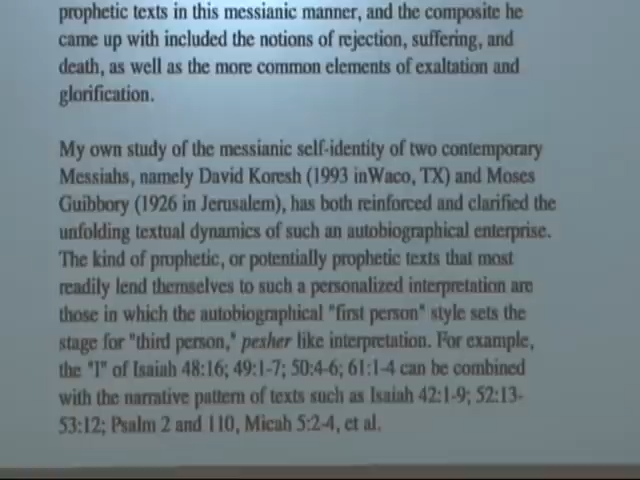 prophetic texts in this messianic manner, and the composite he
came up with included the notions of rejection, suffering, and
death, as well as the more common elements of exaltation and
glorification.
My own study of the messianic self-identity of two contemporary
Messiahs, namely David Koresh (1993 inWaco, TX) and Moses
Guibbory (1926 in Jerusalem), has both reinforced and clarified the
unfolding textual dynamics of such an autobiographical enterprise.
The kind of prophetic, or potentially prophetic texts that most
readily lend themselves to such a personalized interpretation are
those in which the autobiographical "first person" style sets the
stage for "third person," pesher like interpretation. For example,
the "I" of Isaiah 48:16; 49:1-7; 50:4-6; 61:1-4 can be combined
with the narrative pattern of texts such as Isaiah 42:1-9; 52:13-
53:12; Psalm 2 and 110, Micah 5:2-4, et al.